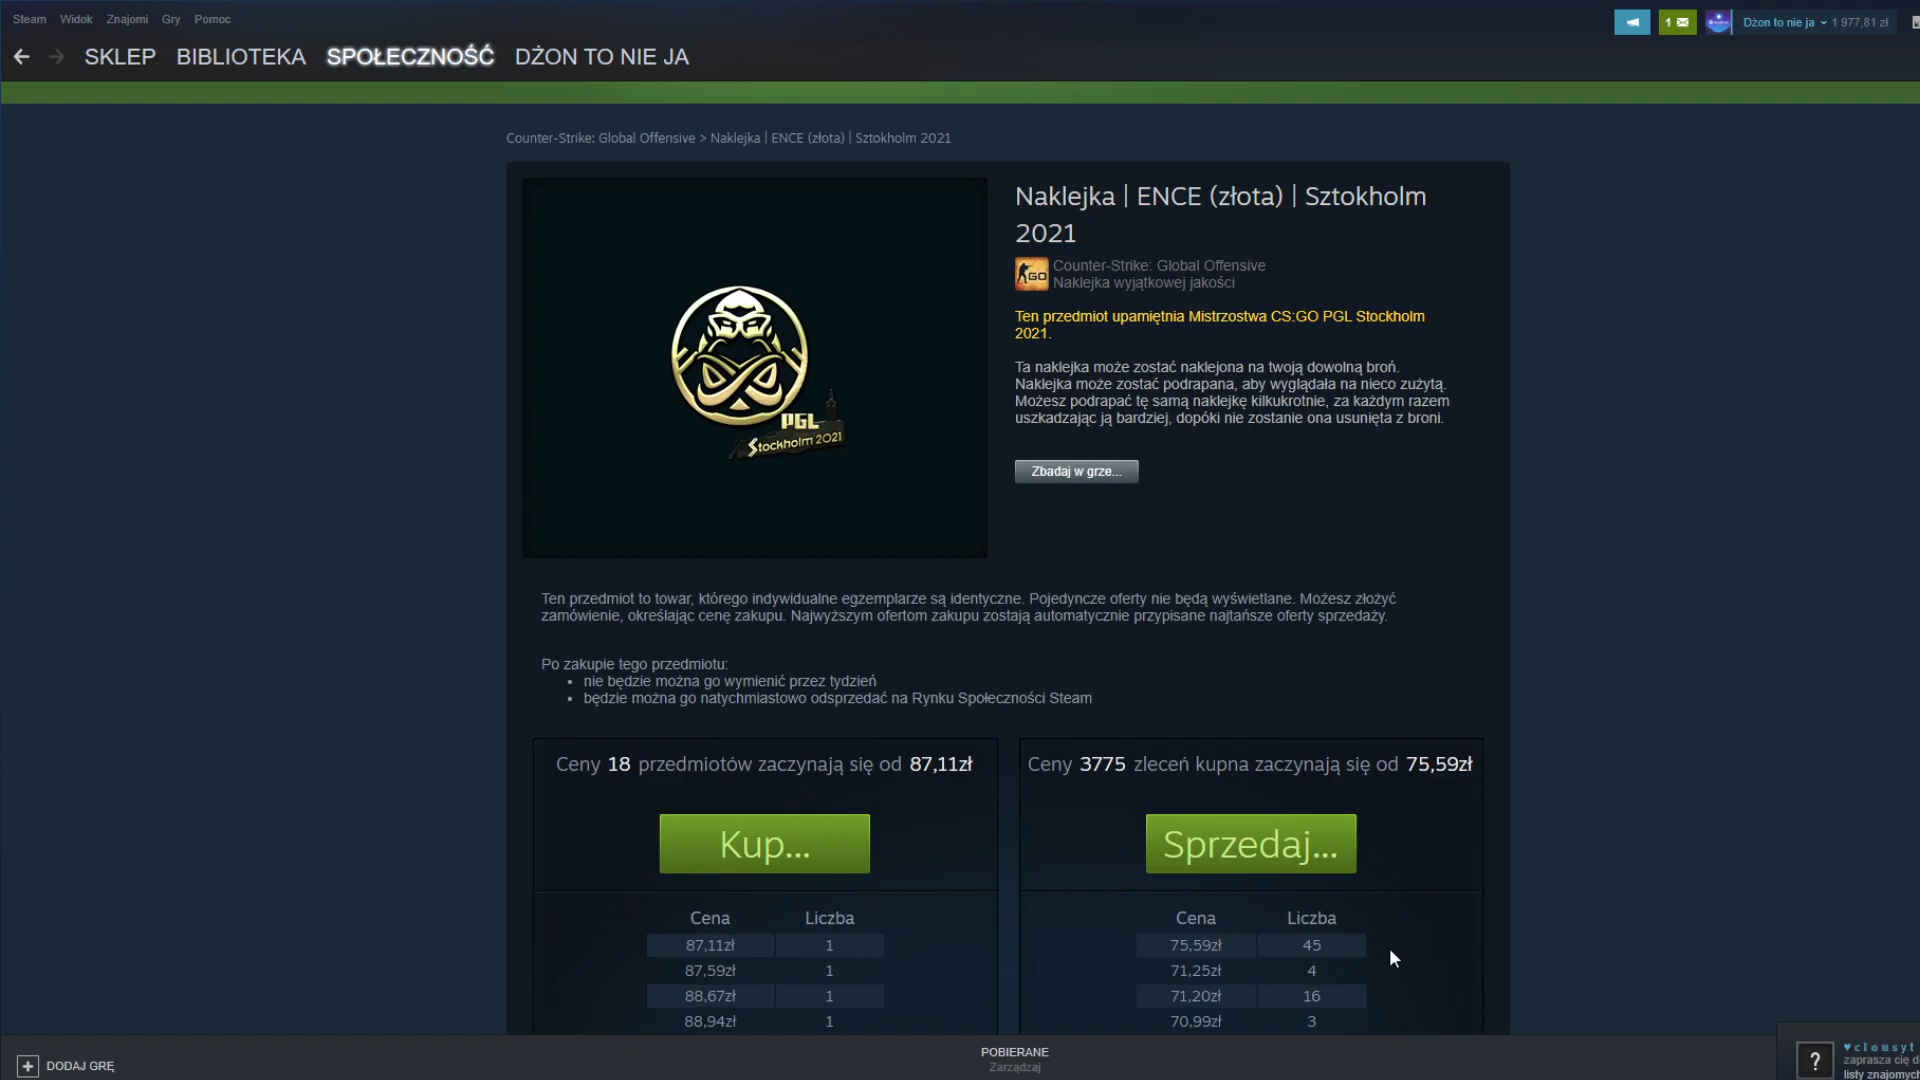 Steam Widok Znajomi Gry Pomoc
1 Dżon to nie ja 1 977,81 zł
SKLEP BIBLIOTEKA SPOŁECZNOŚĆ DŻON TO NIE JA
Counter-Strike: Global Offensive > Naklejka | ENCE (złota) | Sztokholm 2021
PGL
Stockholm 2021
Naklejka | ENCE (złota) | Sztokholm
2021
GO
Counter-Strike: Global Offensive
Naklejka wyjątkowej jakości
Ten przedmiot upamiętnia Mistrzostwa CS:GO PGL Stockholm
2021.
Ta naklejka może zostać naklejona na twoją dowolną broń.
Naklejka może zostać podrapana, aby wyglądała na nieco zużytą.
Możesz podrapać tę samą naklejkę kilkukrotnie, za każdym razem
uszkadzając ją bardziej, dopóki nie zostanie ona usunięta z broni.
Zbadaj w grze...
Ten przedmiot to towar, którego indywidualne egzemplarze są identyczne. Pojedyncze oferty nie będą wyświetlane. Możesz złożyć
zamówienie, określając cenę zakupu. Najwyższym ofertom zakupu zostają automatycznie przypisane najtańsze oferty sprzedaży.
Po zakupie tego przedmiotu:
• nie będzie można go wymienić przez tydzień
• będzie można go natychmiastowo odsprzedać na Rynku Społeczności Steam
Ceny 18 przedmiotów zaczynają się od 87,11zł
Kup...
Cena Liczba
87,11zł 1
87,59zł 1
88,67zł 1
88,94zł 1
Ceny 3775 zleceń kupna zaczynają się od 75,59zł
Sprzedaj...
Cena Liczba
75,59zł 45
71,25zł 4
71,20zł 16
70,99zł 3
+ DODAJ GRĘ
POBIERANE
Zarządzaj
?
♥clousyt
zaprasza cię d
listy znajomych